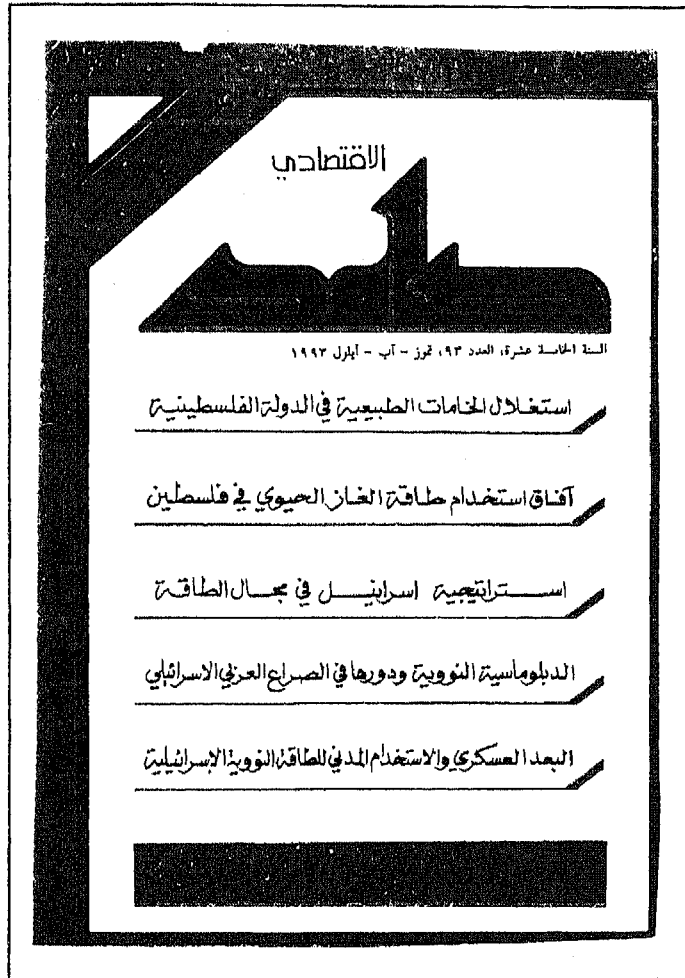 الاقتصادي
صامد
السنة الخامسة عشرة، العدد ٩٣، تموز - آب - أيلول ١٩٩٣
استغلال الخامات الطبيعية في الدولة الفلسطينية
آفاق استخدام طاقة الغاز الحيوي في فلسطين
استراتيجية اسرائيل في مجال الطاقة
الدبلوماسية النووية ودورها في الصراع العربي الاسرائيلي
البعد العسكري والاستخدام المدني للطاقة النووية الإسرائيلية